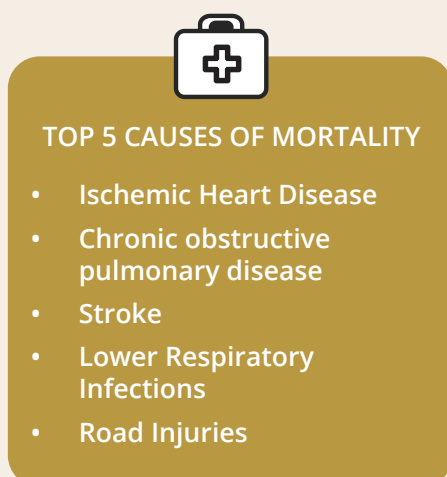 TOP 5 CAUSES OF MORTALITY
• Ischemic Heart Disease
• Chronic obstructive
pulmonary disease
• Stroke
• Lower Respiratory
Infections
• Road Injuries